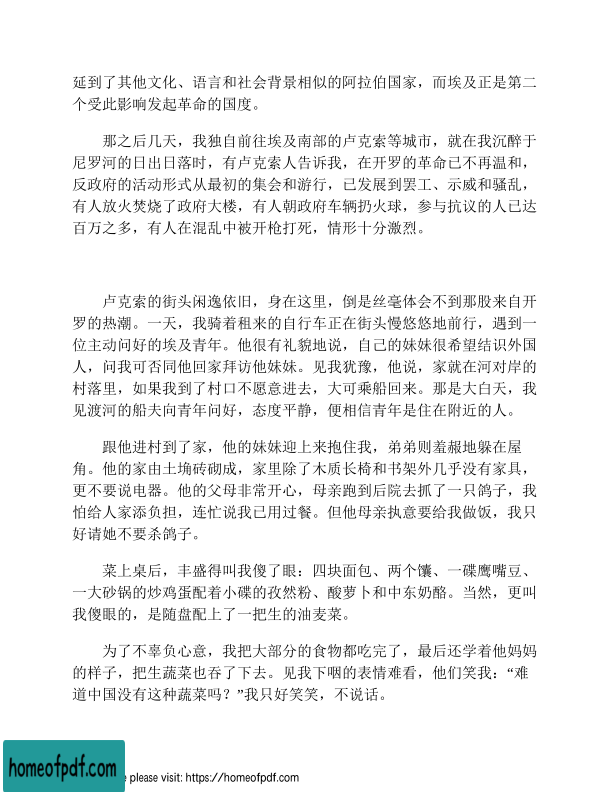 延到了其他文化、语言和社会背景相似的阿拉伯国家，而埃及正是第二
个受此影响发起革命的国度。
那之后几天，我独自前往埃及南部的卢克索等城市，就在我沉醉于
尼罗河的日出日落时，有卢克索人告诉我，在开罗的革命已不再温和，
反政府的活动形式从最初的集会和游行，已发展到罢工、示威和骚乱，
有人放火焚烧了政府大楼，有人朝政府车辆扔火球，参与抗议的人已达
百万之多，有人在混乱中被开枪打死，情形十分激烈。
卢克索的街头闲逸依旧，身在这里，倒是丝毫体会不到那股来自开
罗的热潮。一天，我骑着租来的自行车正在街头慢悠悠地前行，遇到一
位主动问好的埃及青年。他很有礼貌地说，自己的妹妹很希望结识外国
人，问我可否同他回家拜访他妹妹。见我犹豫，他说，家就在河对岸的
村落里，如果我到了村口不愿意进去，大可乘船回来。那是大白天，我
见渡河的船夫向青年问好，态度平静，便相信青年是住在附近的人。
跟他进村到了家，他的妹妹迎上来抱住我，弟弟则羞赧地躲在屋
角。他的家由土埆砖砌成，家里除了木质长椅和书架外几乎没有家具，
更不要说电器。他的父母非常开心，母亲跑到后院去抓了一只鸽子，我
怕给人家添负担，连忙说我已用过餐。但他母亲执意要给我做饭，我只
好请她不要杀鸽子。
菜上桌后，丰盛得叫我傻了眼：四块面包、两个馕、一碟鹰嘴豆、
一大砂锅的炒鸡蛋配着小碟的孜然粉、酸萝卜和中东奶酪。当然，更叫
我傻眼的，是随盘配上了一把生的油麦菜。
为了不辜负心意，我把大部分的食物都吃完了，最后还学着他妈妈
的样子，把生蔬菜也吞了下去。见我下咽的表情难看，他们笑我：“难
道中国没有这种蔬菜吗？”我只好笑笑，不说话。
homeofpdf.com
e please visit: https://homeofpdf.com